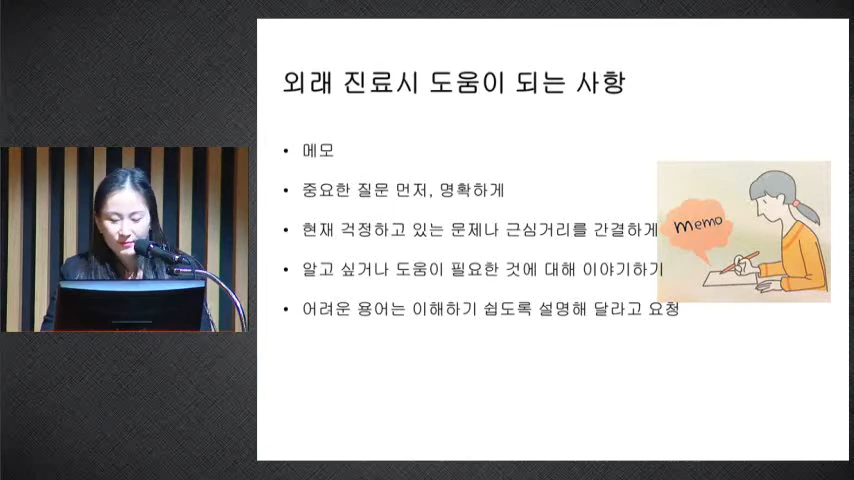 외래 진료시 도움이 되는 사항
• 메모
• 중요한 질문 먼저, 명확하게
• 현재 걱정하고 있는 문제나 근심거리를 간결하게
• 알고 싶거나 도움이 필요한 것에 대해 이야기하기
• 어려운 용어는 이해하기 쉽도록 설명해 달라고 요청
memo